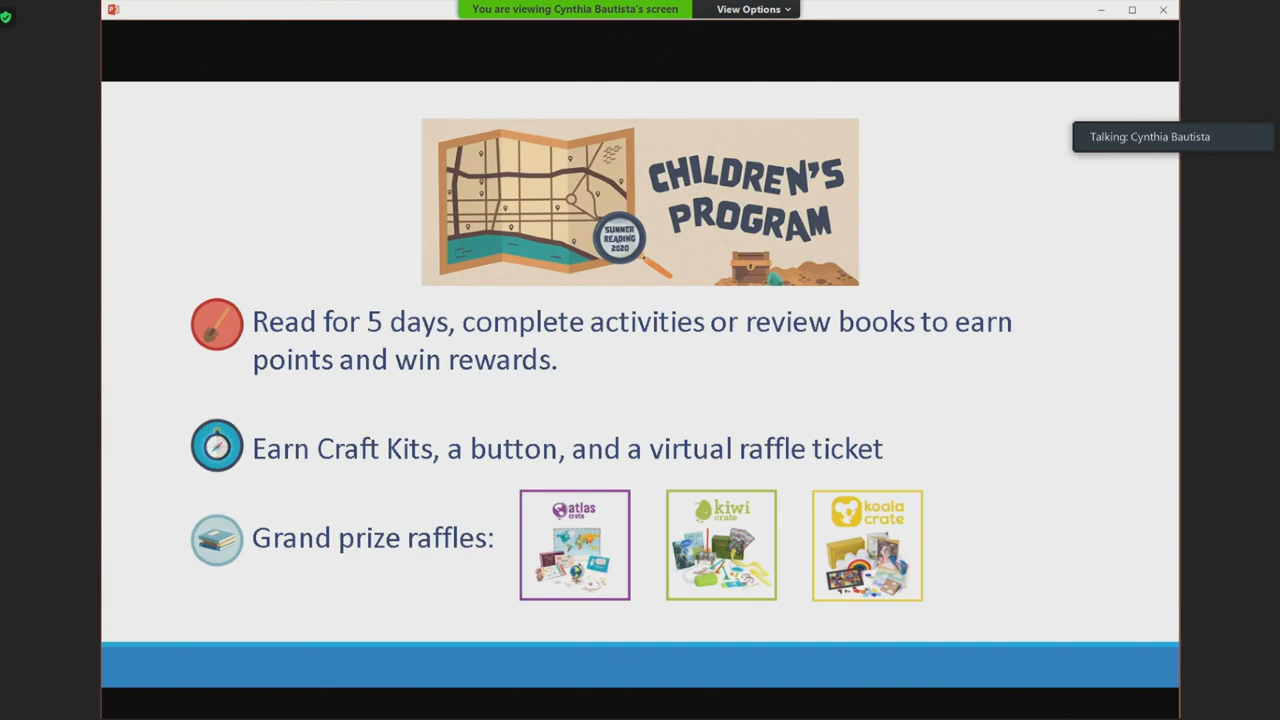 You are viewing Cynthia Bautista's screen
View Options
Talking: Cynthia Bautista
CHILDREN'S
PROGRAM
SUMMER
READING
2020
Read for 5 days, complete activities or review books to earn
points and win rewards.
Earn Craft Kits, a button, and a virtual raffle ticket
Grand prize raffles:
atlas
crate
kiwi
crate
koala
crate